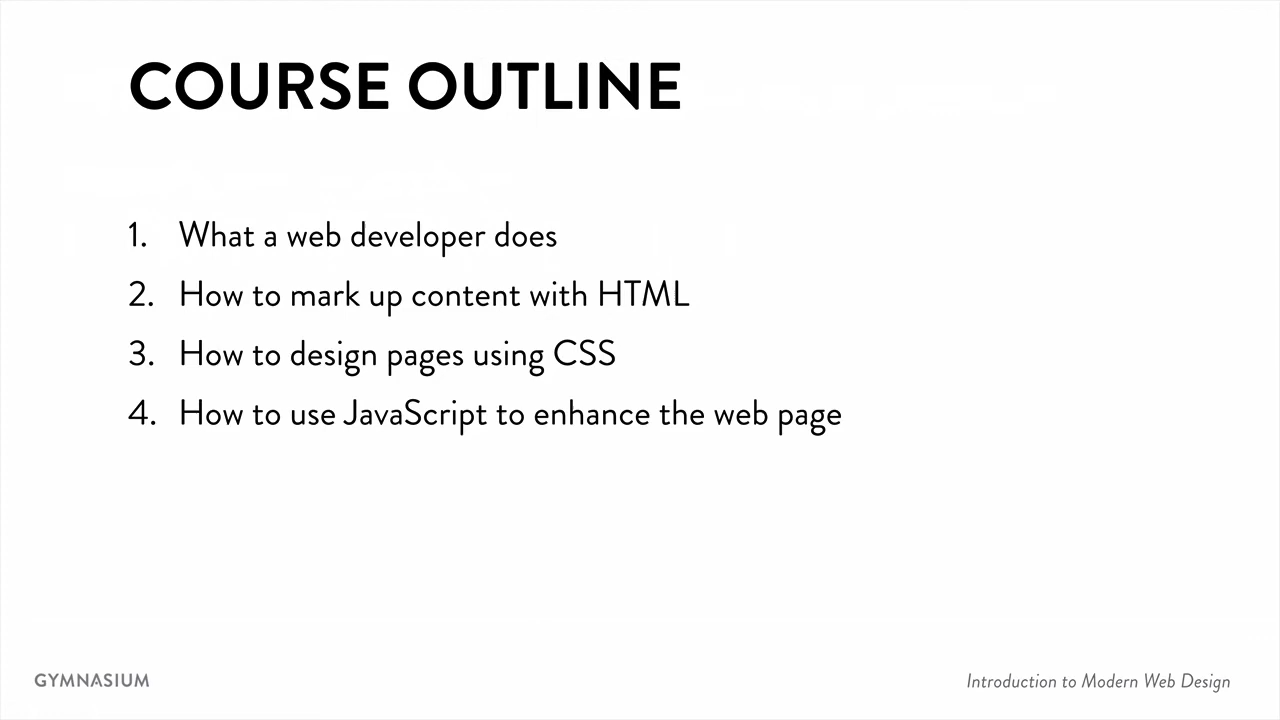 COURSE OUTLINE
1. What a web developer does
2. How to mark up content with HTML
3. How to design pages using CSS
4. How to use JavaScript to enhance the web page
GYMNASIUM
Introduction to Modern Web Design